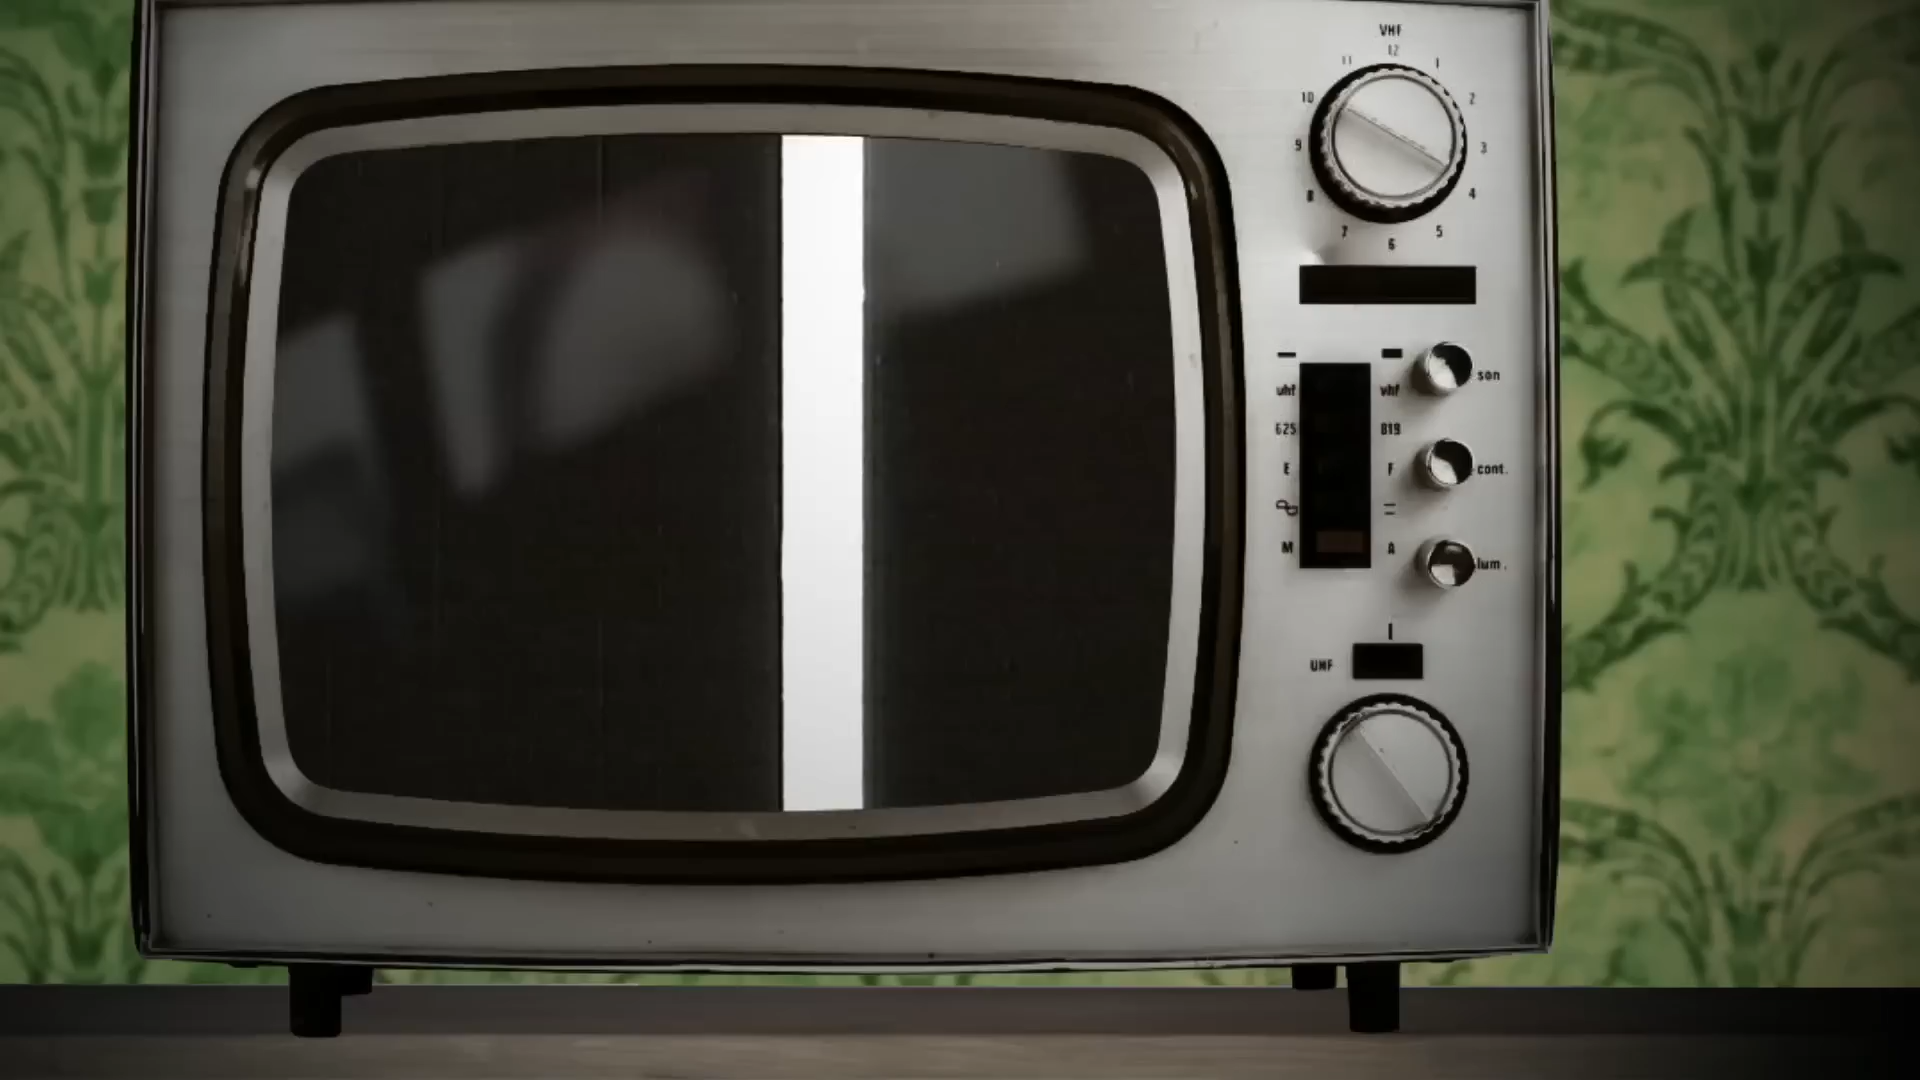 VHF
12
11 1
10 2
9 3
8 4
7 5
6
son
uhf vhf
625 819
cont.
E F
M A
lum.
UHF